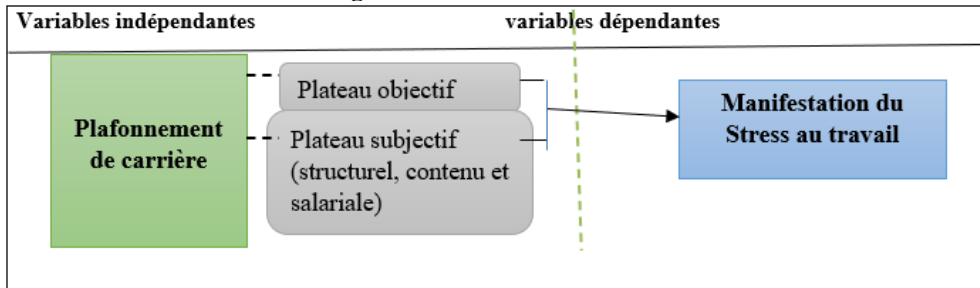 Variables indépendantes
variables dépendantes
Plafonnement
de carrière
Plateau objectif
Plateau subjectif
(structurel, contenu et
salariale)
Manifestation du
Stress au travail